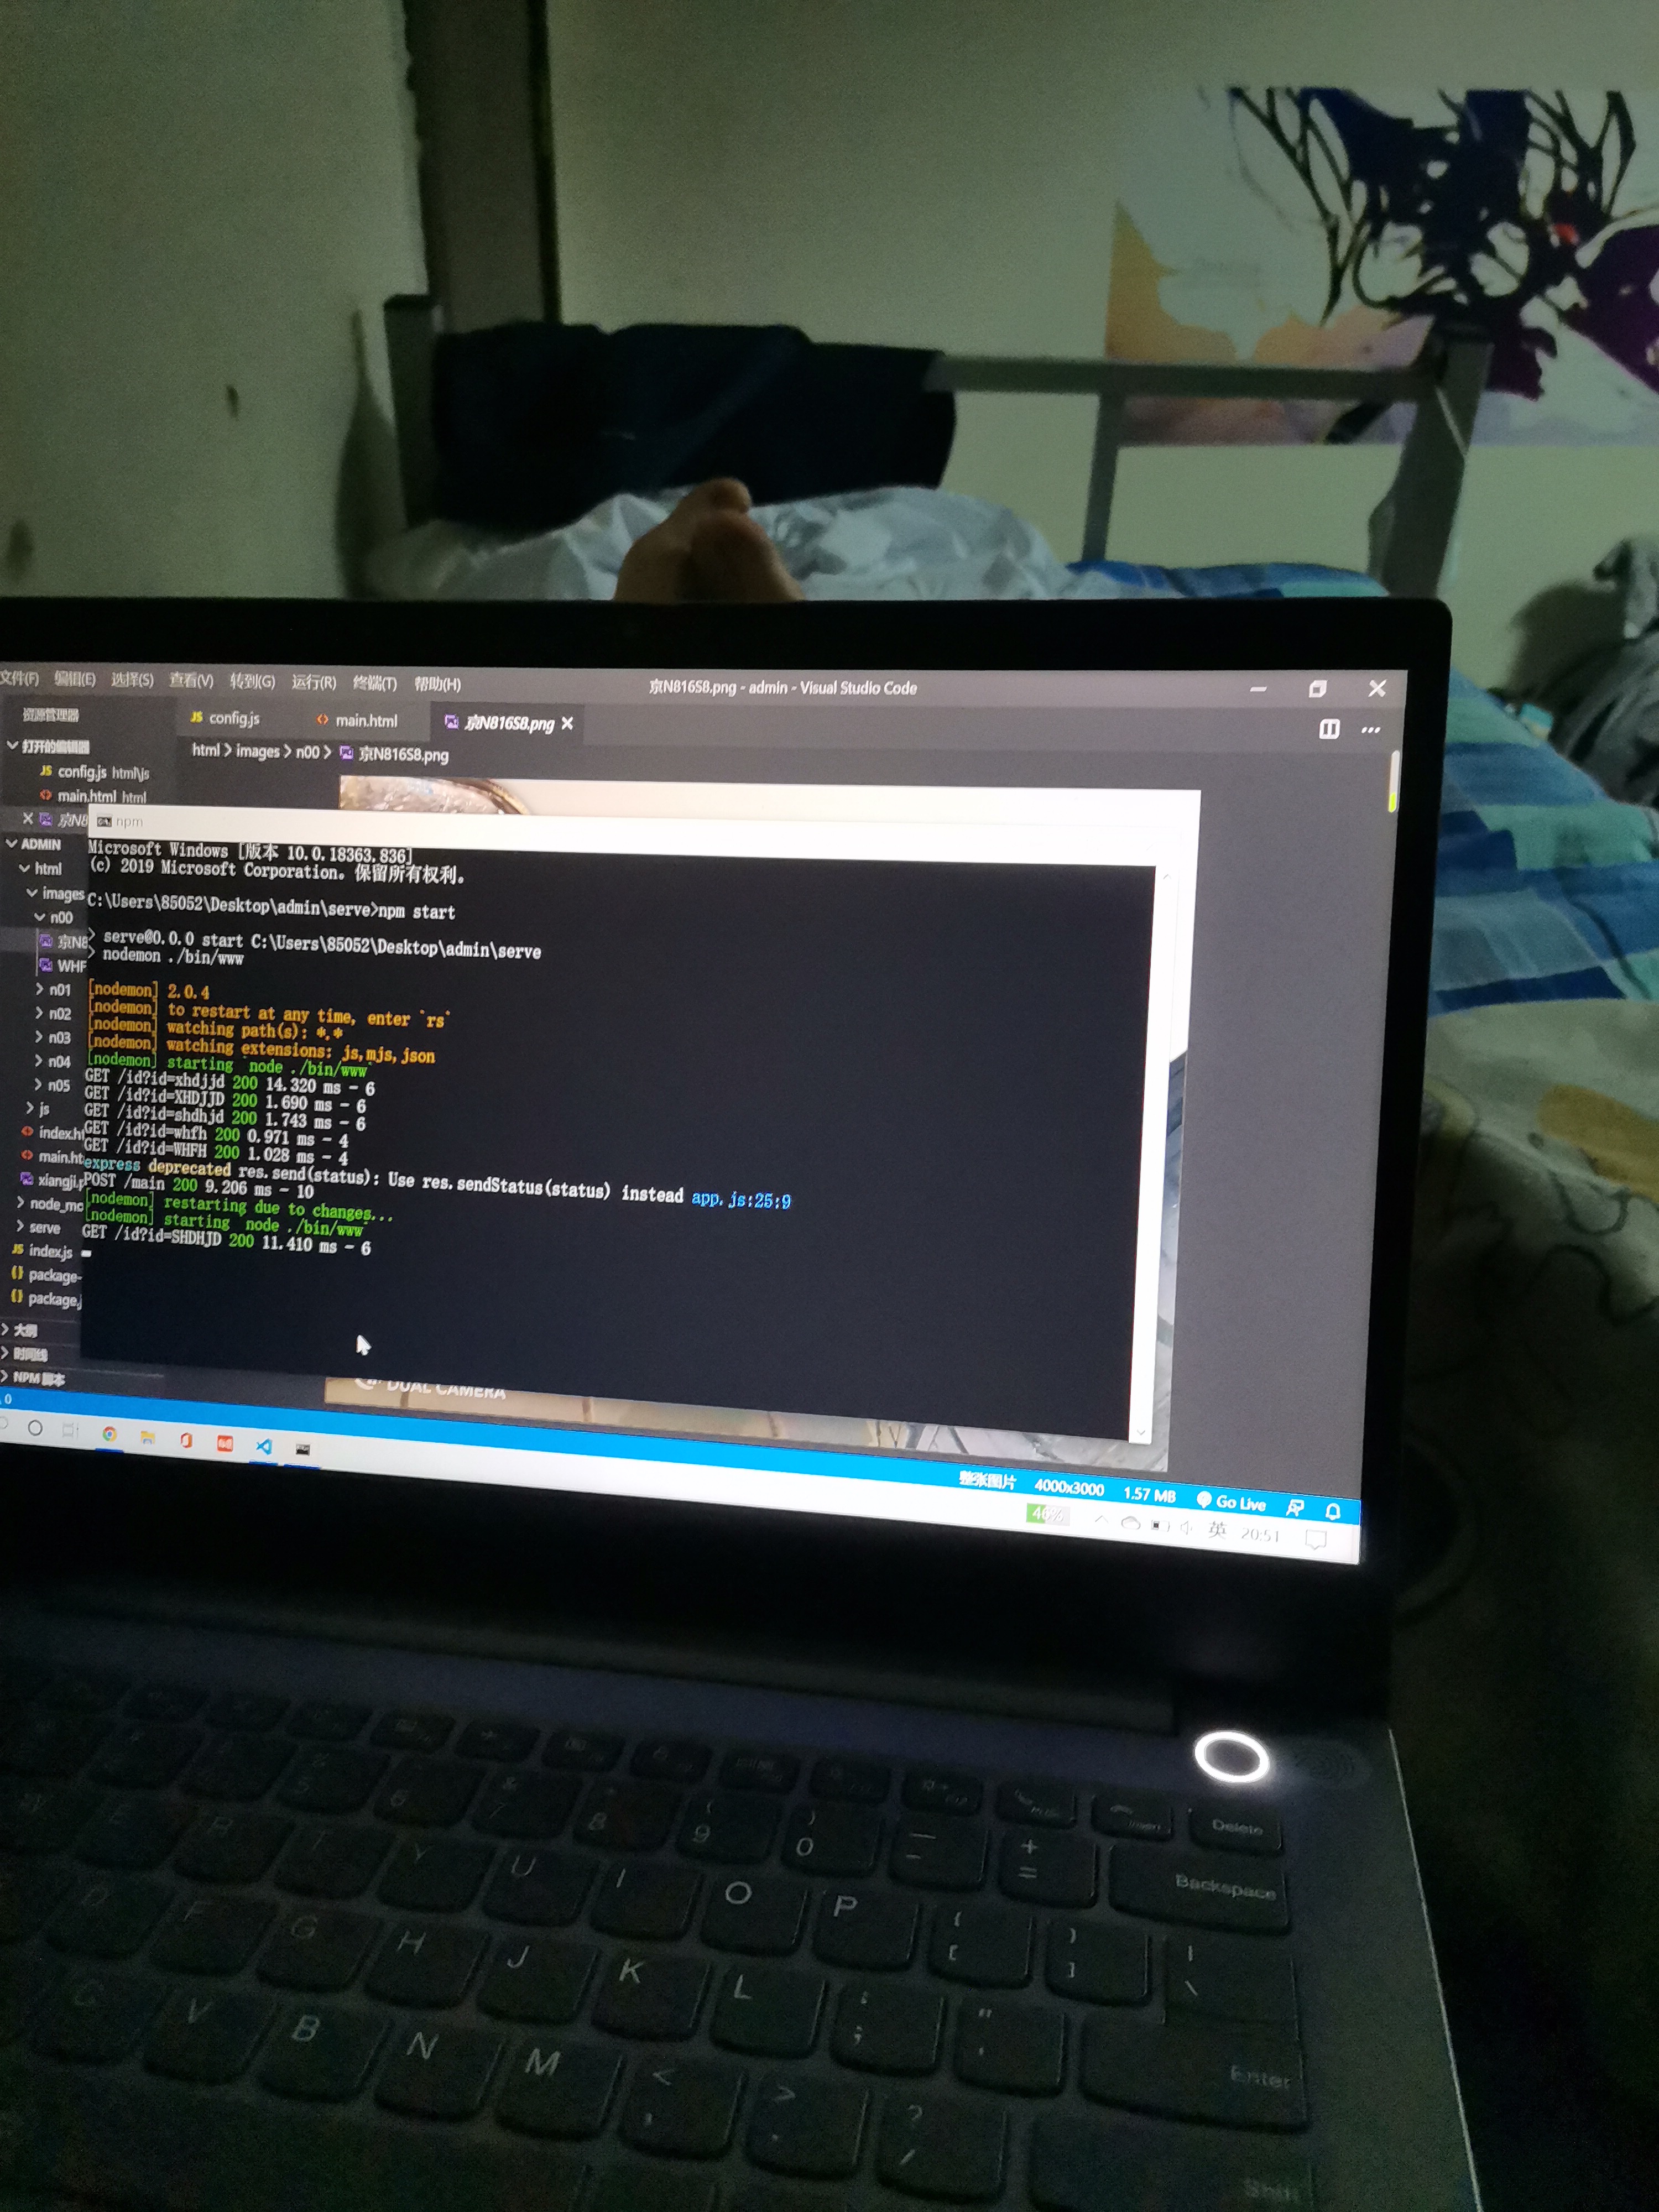 文件(F) 编辑(E) 选择(S) 查看(V) 转到(G) 运行(R) 终端(T) 帮助(H) 京N816S8.png - admin - Visual Studio Code
资源管理器
config.js main.html 京N816S8.png
打开的编辑器
html > images > n00 > 京N816S8.png
config.js html\js
main.html html
京N8
ADMIN
html
images
n00
京N8
WHF
n01
n02
n03
n04
n05
js
index.ht
main.ht
xiangji.p
node_mo
serve
index.js
package-
package.j
大纲
时间线
NPM 脚本
npm
Microsoft Windows [版本 10.0.18363.836]
(c) 2019 Microsoft Corporation。保留所有权利。
C:\Users\85052\Desktop\admin\serve>npm start
> serve@0.0.0 start C:\Users\85052\Desktop\admin\serve
> nodemon ./bin/www
[nodemon] 2.0.4
[nodemon] to restart at any time, enter `rs`
[nodemon] watching path(s): *.*
[nodemon] watching extensions: js,mjs,json
[nodemon] starting `node ./bin/www`
GET /id?id=xhdjjd 200 14.320 ms - 6
GET /id?id=XHDJJD 200 1.690 ms - 6
GET /id?id=shdhjd 200 1.743 ms - 6
GET /id?id=whfh 200 0.971 ms - 4
GET /id?id=WHFH 200 1.028 ms - 4
express deprecated res.send(status): Use res.sendStatus(status) instead app.js:25:9
POST /main 200 9.206 ms - 10
[nodemon] restarting due to changes...
[nodemon] starting `node ./bin/www`
GET /id?id=SHDHJD 200 11.410 ms - 6
DUAL CAMERA
0
整张图片 4000x3000 1.57 MB Go Live
46% 英 20:51
Delete
6 & 7 * 8 ( 9 ) 0 — - + =
Backspace
R T Y U I O P { [ } ] | \
D F G H J K L : ; " '
Enter
C V B N M < , > . ? /
Shift